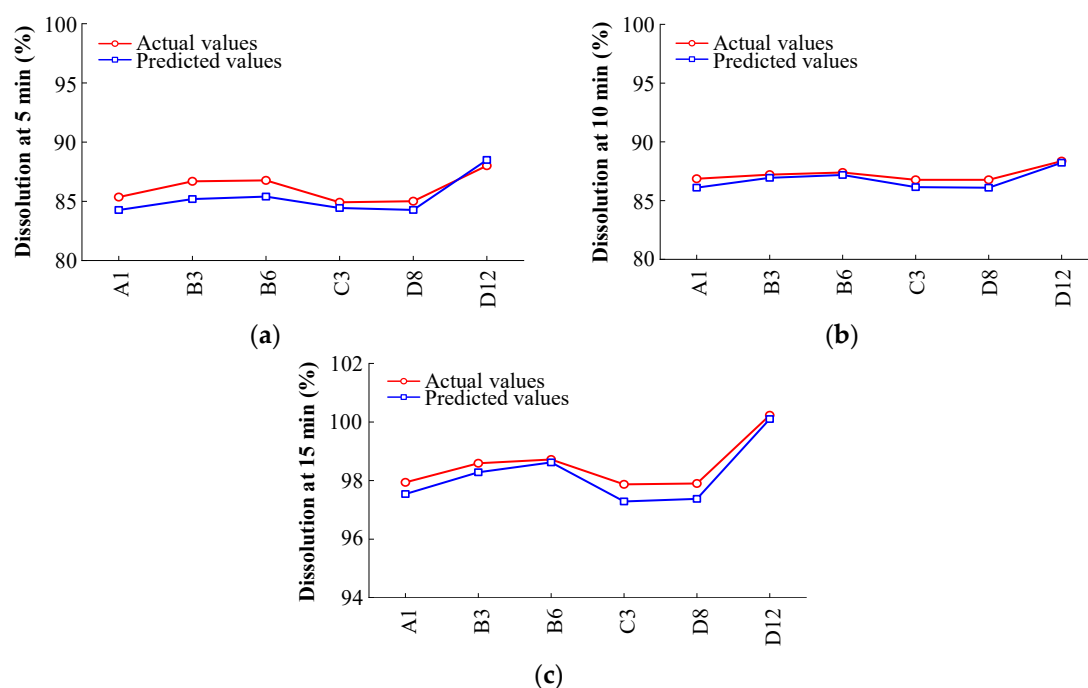 Dissolution at 5 min (%)
100
95
90
85
80
Actual values
Predicted values
A1
B3
B6
C3
D8
D12
(a)
Dissolution at 10 min (%)
100
95
90
85
80
Actual values
Predicted values
A1
B3
B6
C3
D8
D12
(b)
Dissolution at 15 min (%)
102
100
98
96
94
Actual values
Predicted values
A1
B3
B6
C3
D8
D12
(c)